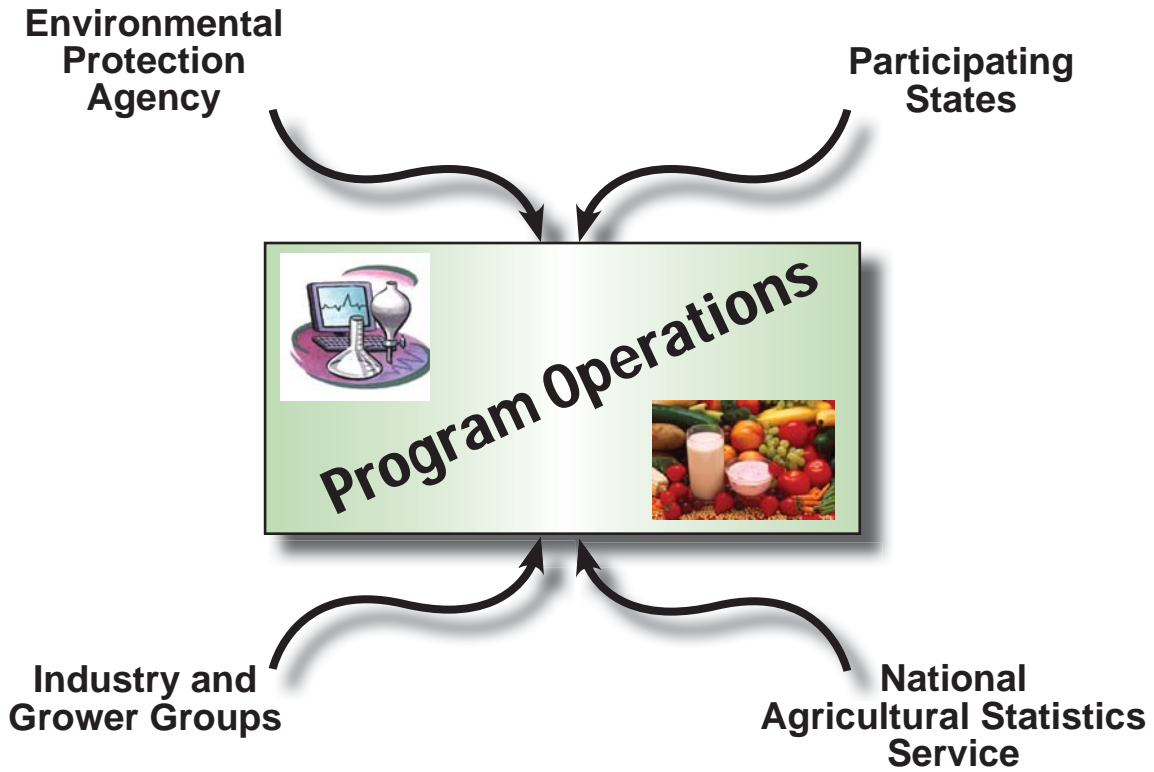 Environmental
Protection
Agency
Participating
States
Program Operations
Industry and
Grower Groups
National
Agricultural Statistics
Service